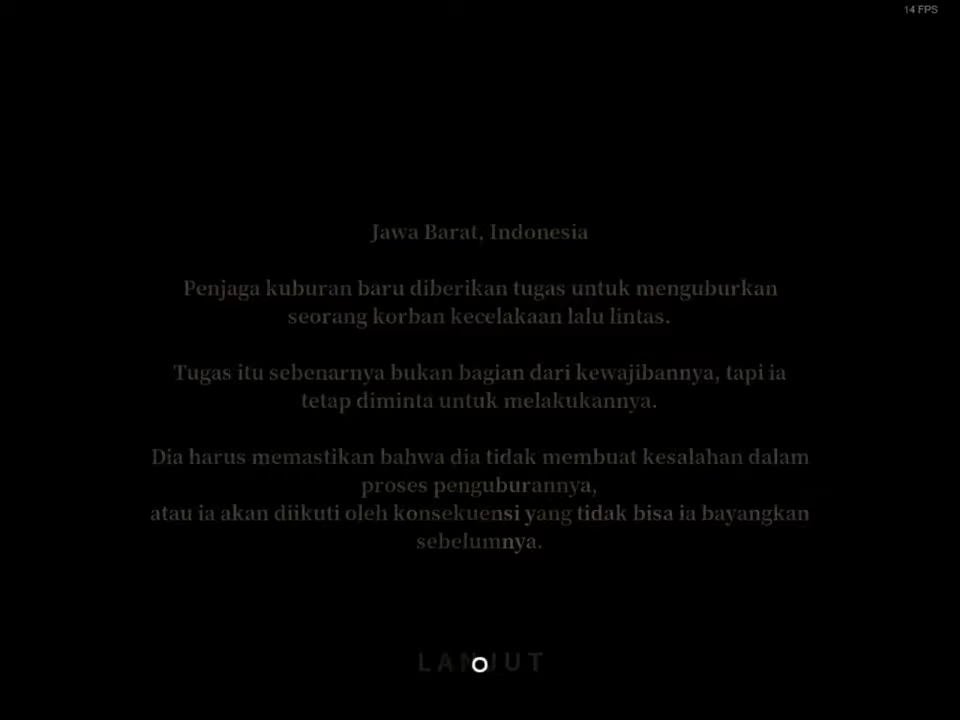 14 FPS
Jawa Barat, Indonesia
Penjaga kuburan baru diberikan tugas untuk menguburkan
seorang korban kecelakaan lalu lintas.
Tugas itu sebenarnya bukan bagian dari kewajibannya, tapi ia
tetap diminta untuk melakukannya.
Dia harus memastikan bahwa dia tidak membuat kesalahan dalam
proses penguburannya,
atau ia akan diikuti oleh konsekuensi yang tidak bisa ia bayangkan
sebelumnya.
LANJUT